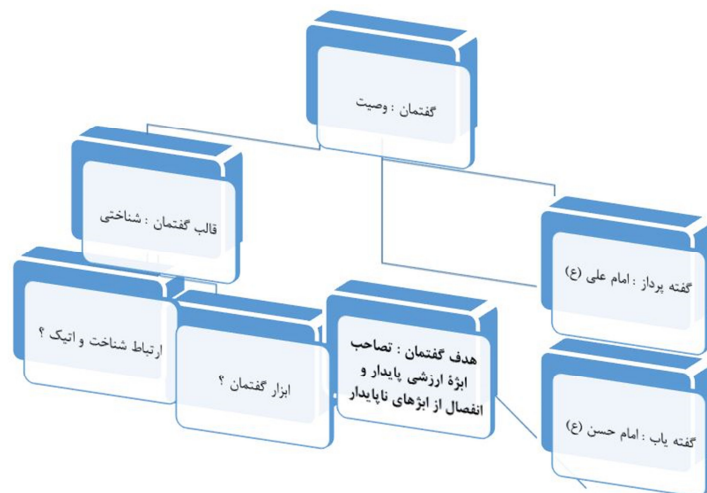 گفتمان : وصیت
قالب گفتمان : شناختی
گفته پرداز : امام علی (ع)
ارتباط شناخت و اتیک ؟
ابزار گفتمان ؟
هدف گفتمان : تصاحب
ابژۀ ارزشی پایدار و
انفصال از ابژهای ناپایدار
گفته یاب : امام حسن (ع)